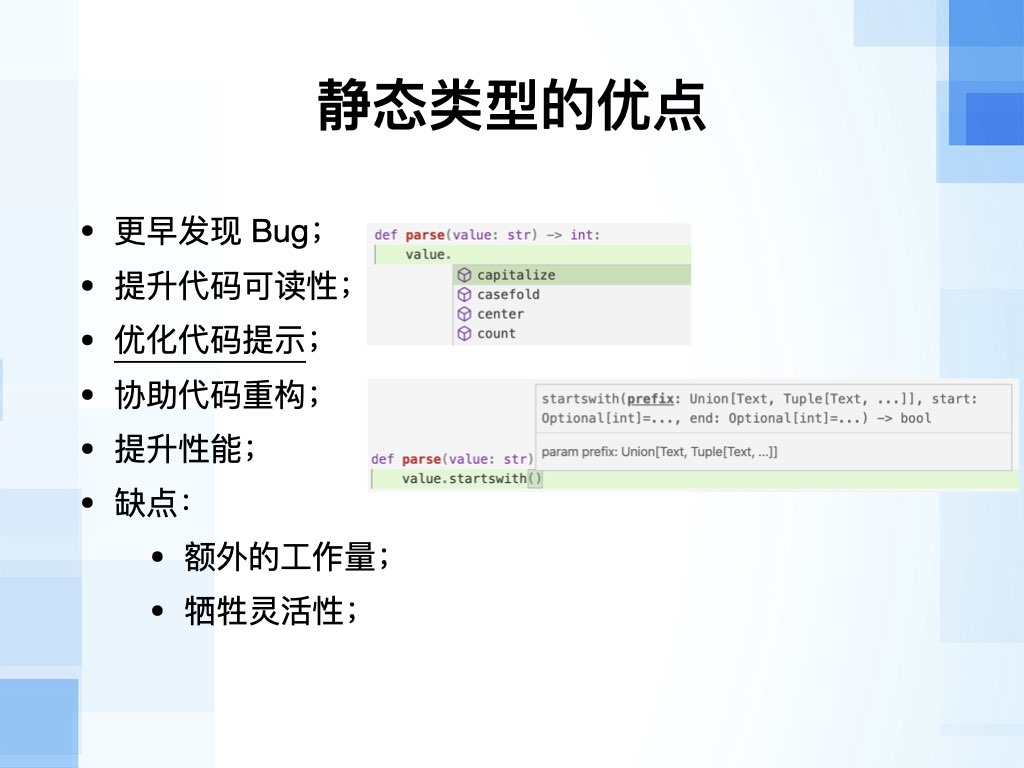 静态类型的优点
• 更早发现 Bug；
• 提升代码可读性；
• 优化代码提示；
• 协助代码重构；
• 提升性能；
• 缺点：
• 额外的工作量；
• 牺牲灵活性；
def parse(value: str) -> int:
value.
capitalize
casefold
center
count
startswith(prefix: Union[Text, Tuple[Text, ...]], start:
Optional[int]=..., end: Optional[int]=...) -> bool
param prefix: Union[Text, Tuple[Text, ...]]
def parse(value: str)
value.startswith()